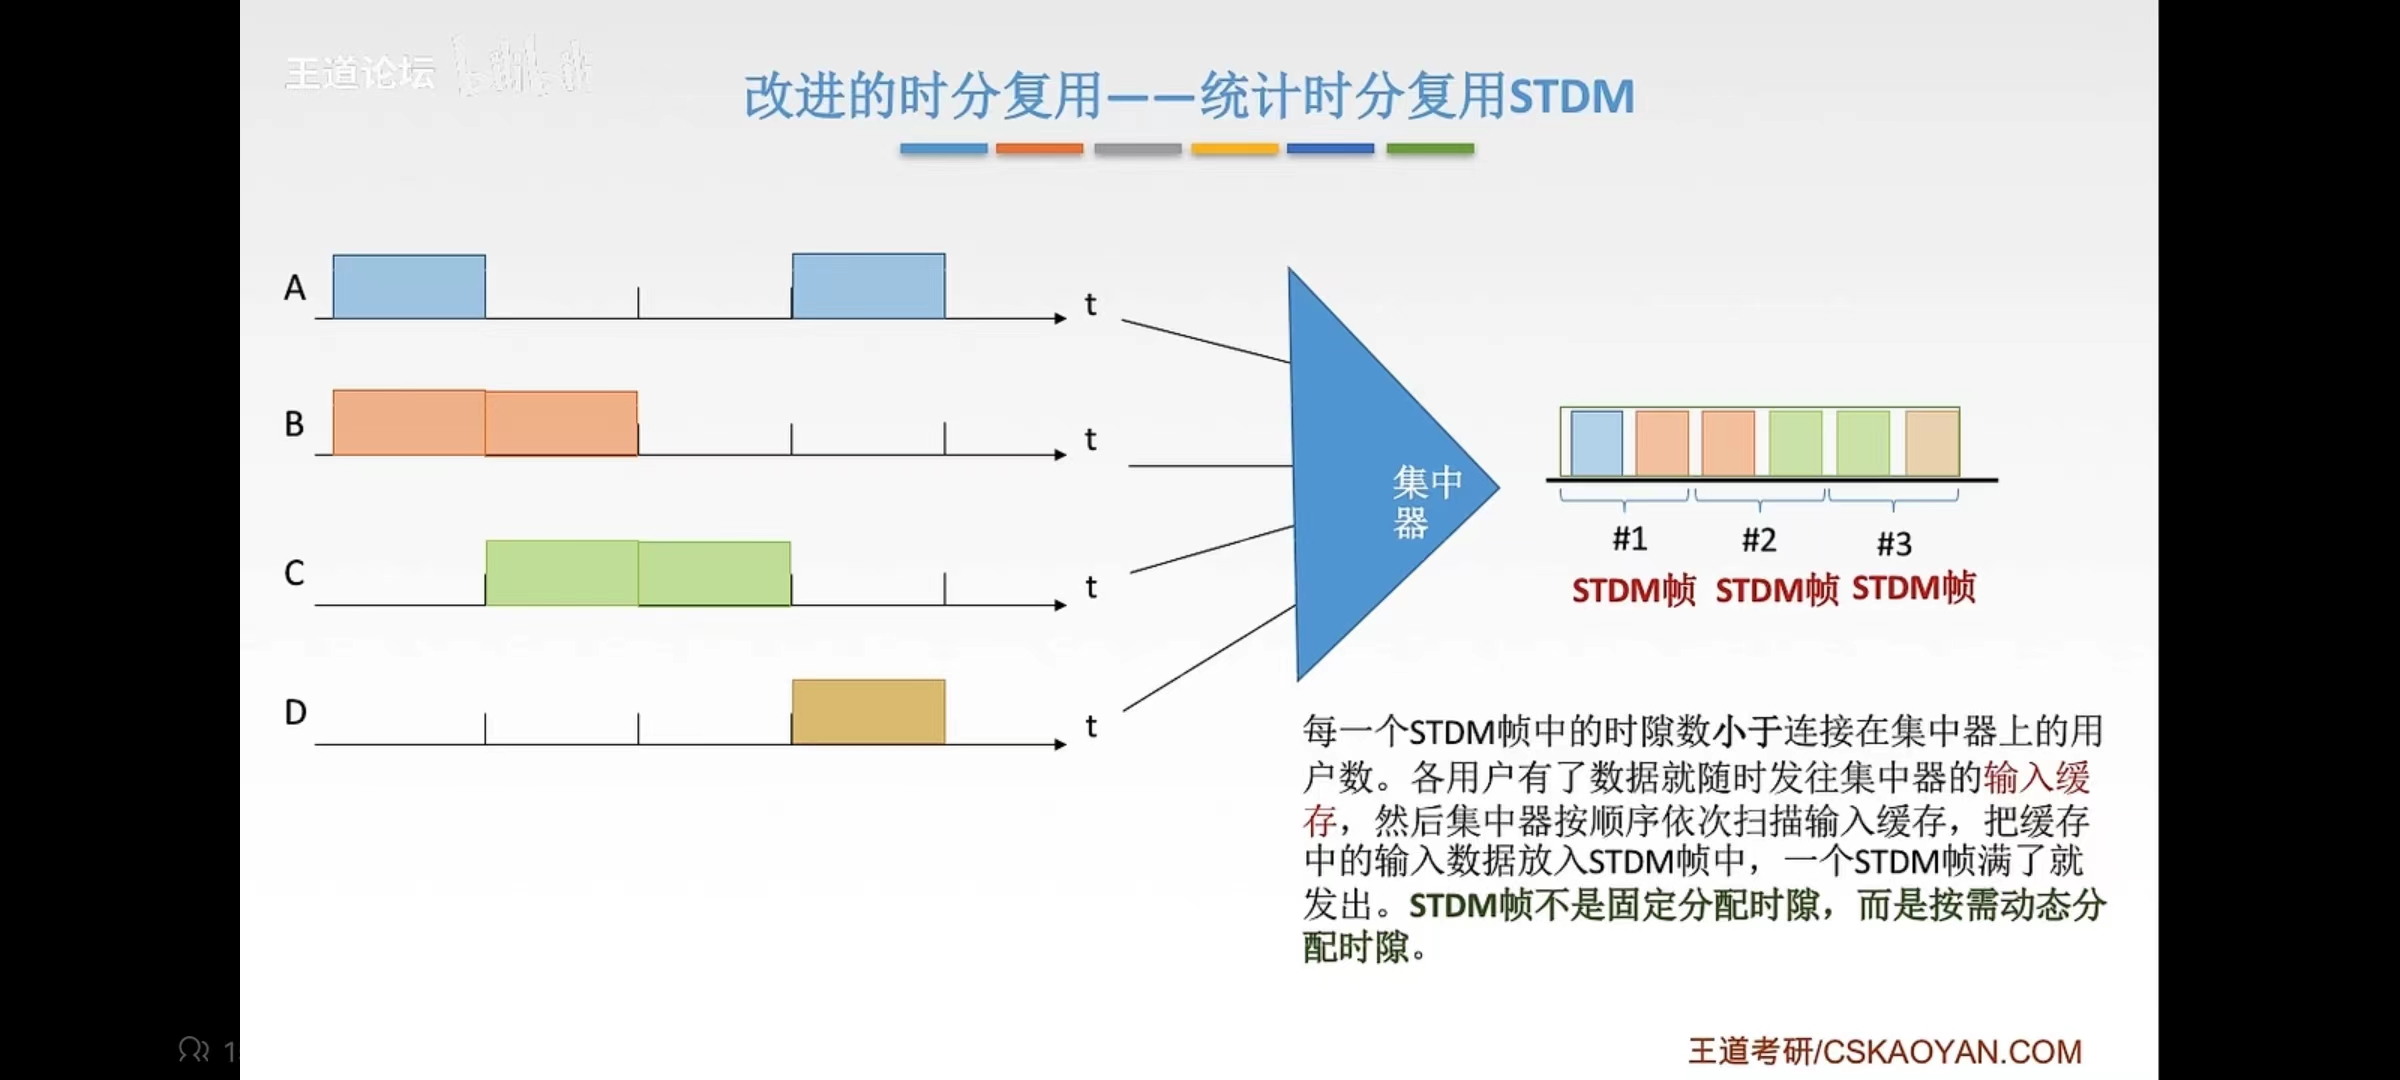 王道论坛 bilibili
改进的时分复用——统计时分复用STDM
A
t
B
t
C
t
D
t
集中
器
#1
#2
#3
STDM帧 STDM帧 STDM帧
每一个STDM帧中的时隙数小于连接在集中器上的用
户数。各用户有了数据就随时发往集中器的输入缓
存，然后集中器按顺序依次扫描输入缓存，把缓存
中的输入数据放入STDM帧中，一个STDM帧满了就
发出。STDM帧不是固定分配时隙，而是按需动态分
配时隙。
王道考研/CSKAOYAN.COM